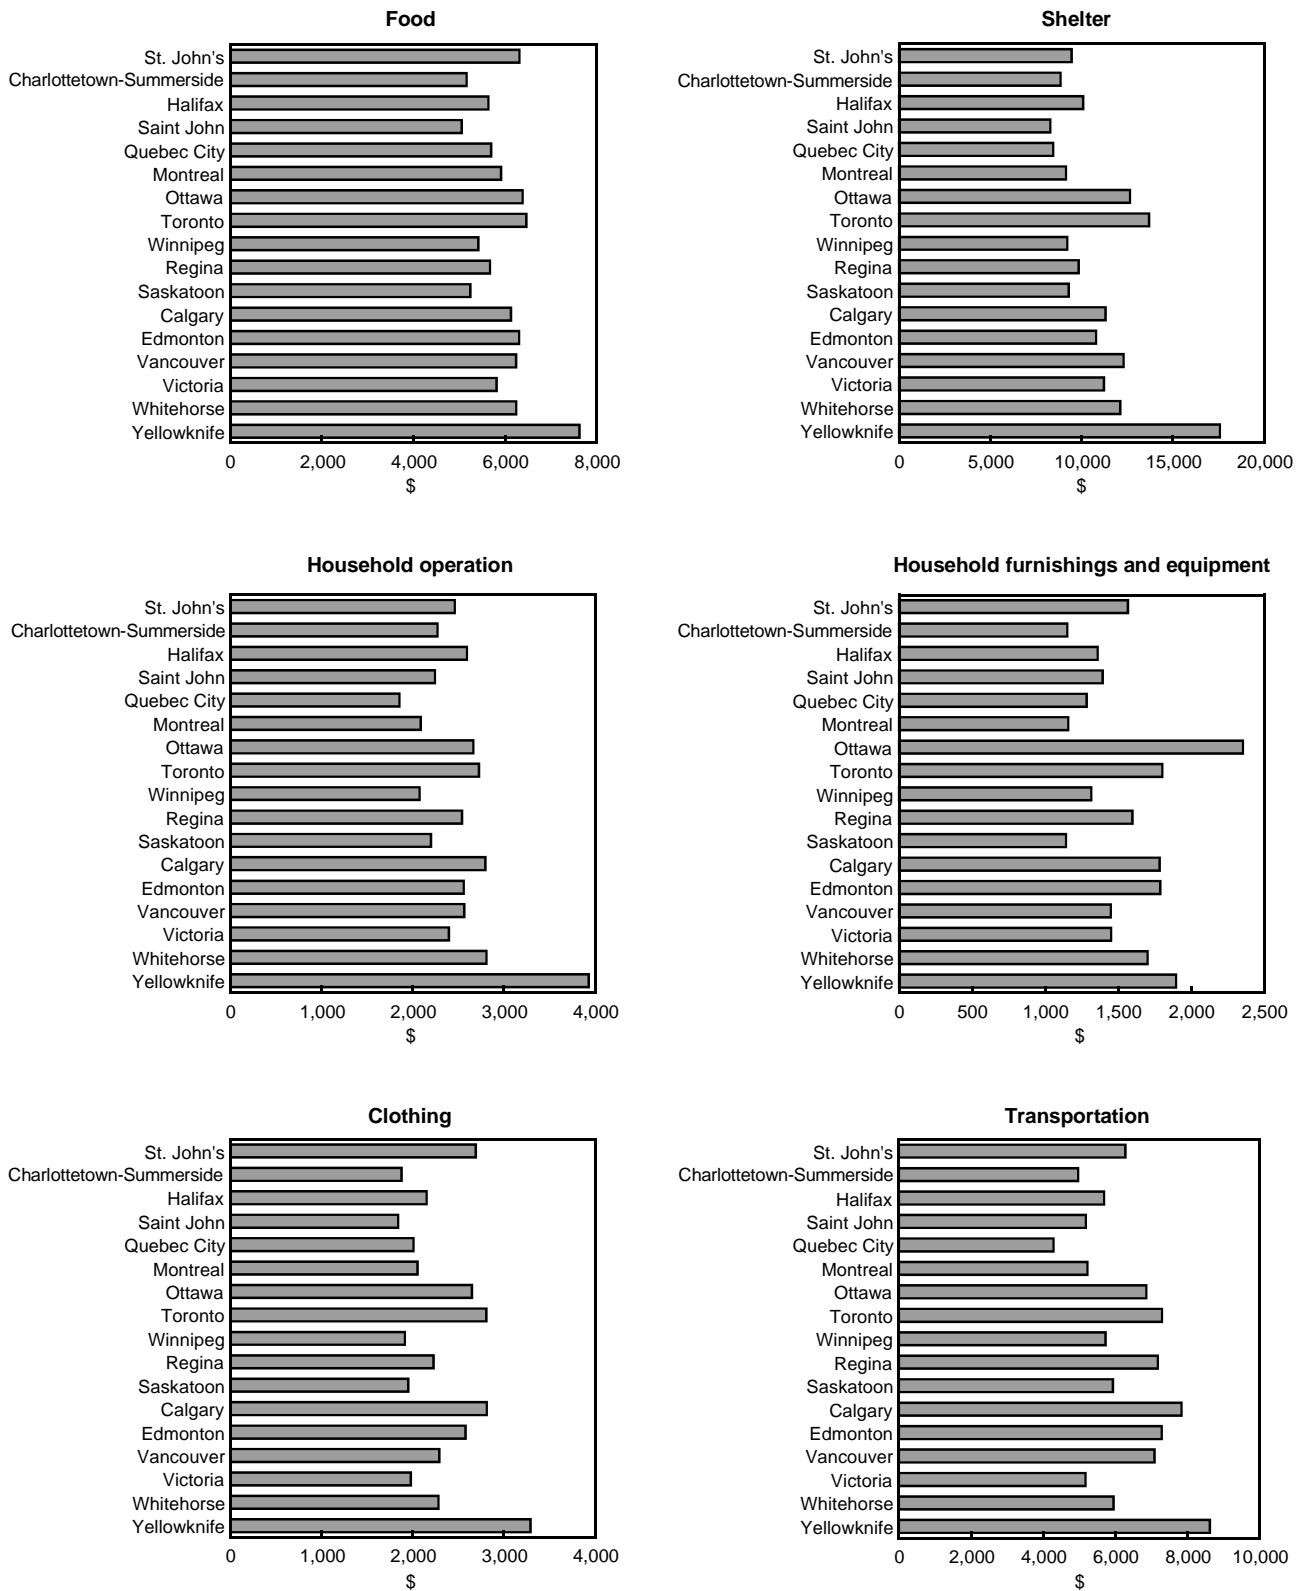 Food
St. John's
Charlottetown-Summerside
Halifax
Saint John
Quebec City
Montreal
Ottawa
Toronto
Winnipeg
Regina
Saskatoon
Calgary
Edmonton
Vancouver
Victoria
Whitehorse
Yellowknife
0 2,000 4,000 6,000 8,000
$
Shelter
St. John's
Charlottetown-Summerside
Halifax
Saint John
Quebec City
Montreal
Ottawa
Toronto
Winnipeg
Regina
Saskatoon
Calgary
Edmonton
Vancouver
Victoria
Whitehorse
Yellowknife
0 5,000 10,000 15,000 20,000
$
Household operation
St. John's
Charlottetown-Summerside
Halifax
Saint John
Quebec City
Montreal
Ottawa
Toronto
Winnipeg
Regina
Saskatoon
Calgary
Edmonton
Vancouver
Victoria
Whitehorse
Yellowknife
0 1,000 2,000 3,000 4,000
$
Household furnishings and equipment
St. John's
Charlottetown-Summerside
Halifax
Saint John
Quebec City
Montreal
Ottawa
Toronto
Winnipeg
Regina
Saskatoon
Calgary
Edmonton
Vancouver
Victoria
Whitehorse
Yellowknife
0 500 1,000 1,500 2,000 2,500
$
Clothing
St. John's
Charlottetown-Summerside
Halifax
Saint John
Quebec City
Montreal
Ottawa
Toronto
Winnipeg
Regina
Saskatoon
Calgary
Edmonton
Vancouver
Victoria
Whitehorse
Yellowknife
0 1,000 2,000 3,000 4,000
$
Transportation
St. John's
Charlottetown-Summerside
Halifax
Saint John
Quebec City
Montreal
Ottawa
Toronto
Winnipeg
Regina
Saskatoon
Calgary
Edmonton
Vancouver
Victoria
Whitehorse
Yellowknife
0 2,000 4,000 6,000 8,000 10,000
$